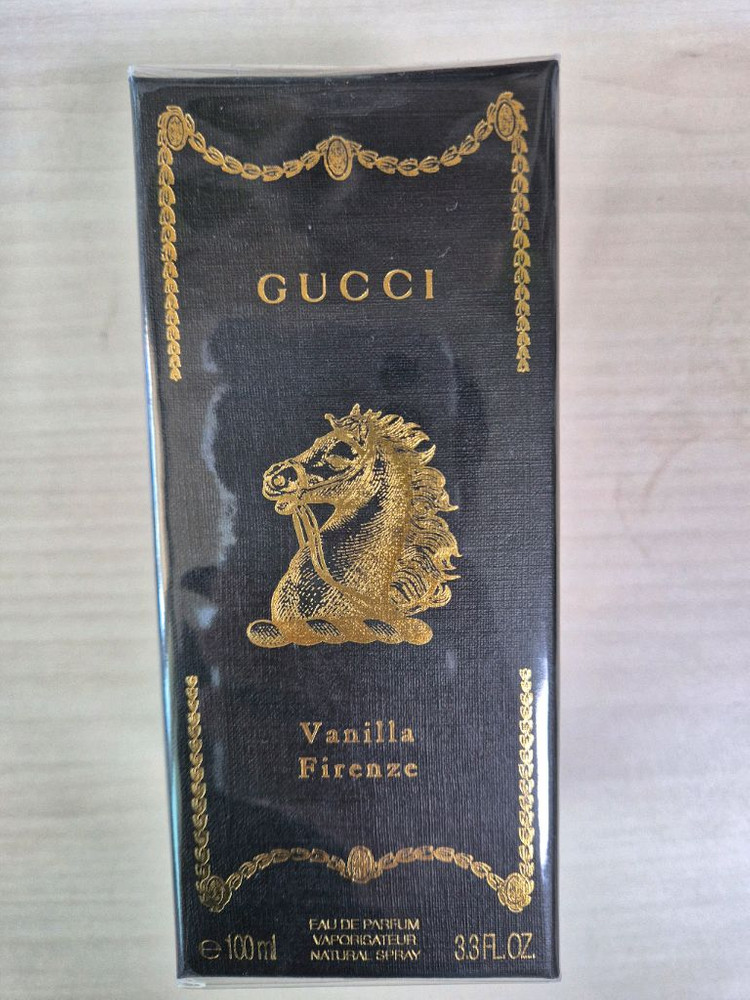 GUCCI
Vanilla
Firenze
EAU DE PARFUM
VAPORISATEUR
NATURAL SPRAY
℮ 100 ml
3.3 FL. OZ.